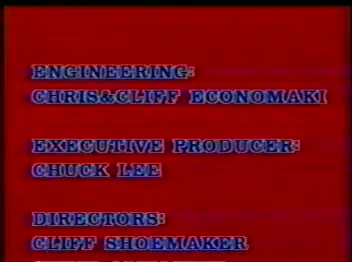 ENGINEERING:
CHRIS&CLIFF ECONOMAKI
EXECUTIVE PRODUCER:
CHUCK LEE
DIRECTORS:
CLIFF SHOEMAKER